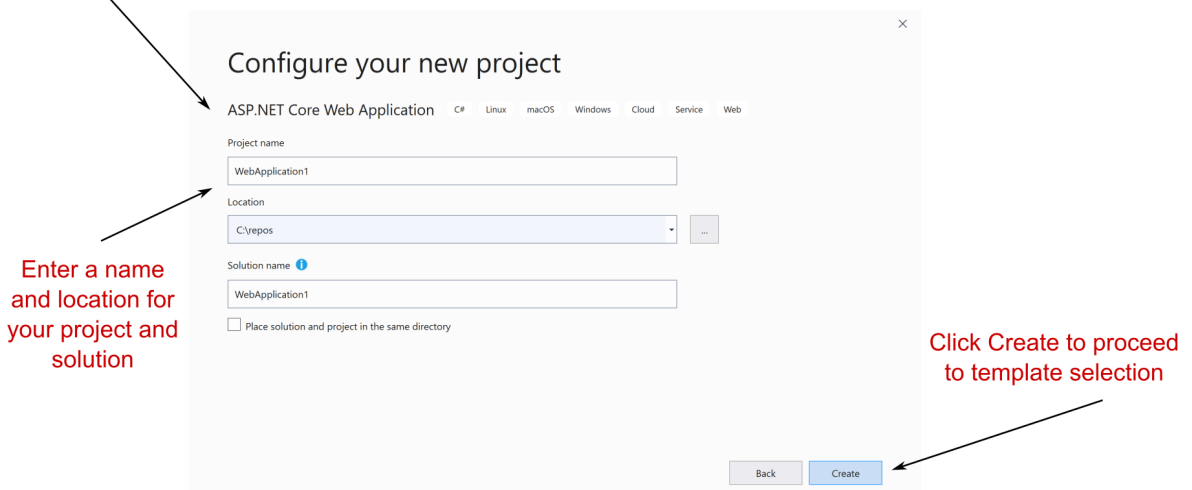 Configure your new project
ASP.NET Core Web Application C# Linux macOS Windows Cloud Service Web
Project name
WebApplication1
Location
C:\repos
...
Solution name
WebApplication1
Place solution and project in the same directory
Enter a name
and location for
your project and
solution
Click Create to proceed
to template selection
Back Create